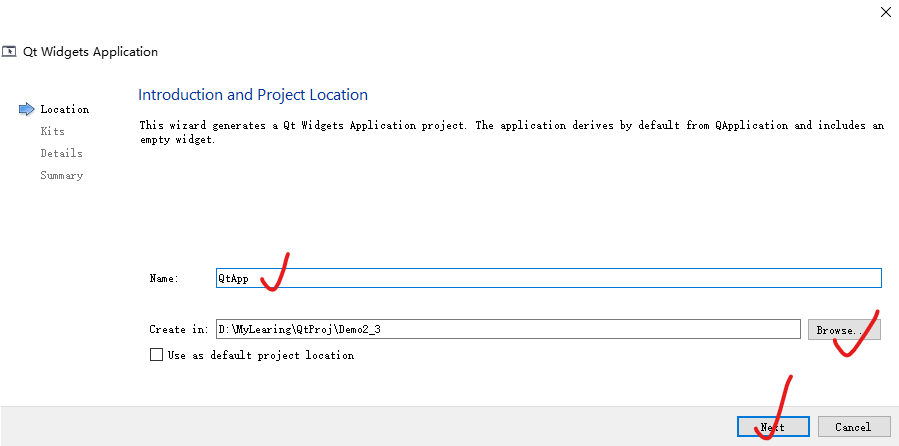 Qt Widgets Application
Location
Kits
Details
Summary
Introduction and Project Location
This wizard generates a Qt Widgets Application project. The application derives by default from QApplication and includes an
empty widget.
Name: QtApp
Create in: D:\MyLearing\QtProj\Demo2_3 Browse...
Use as default project location
Next Cancel